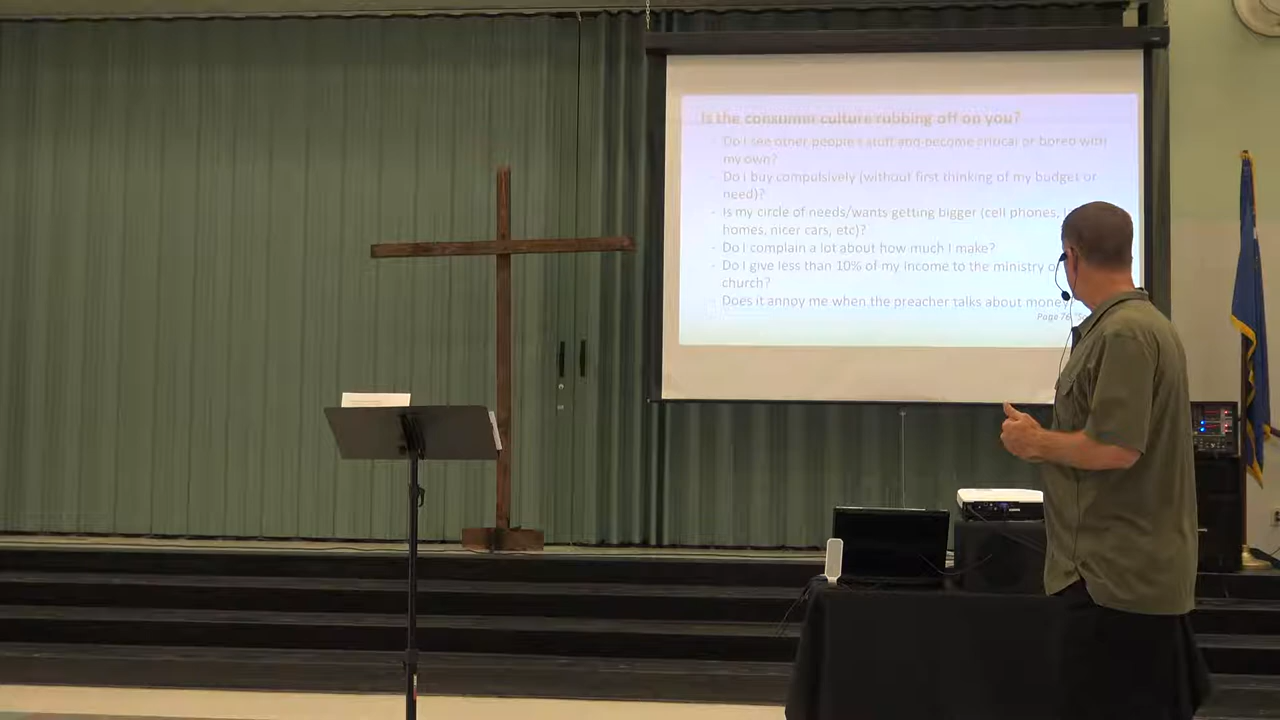 Is the consumer culture rubbing off on you?
- Do I see other people's stuff and become critical or bored with
my own?
- Do I buy compulsively (without first thinking of my budget or
need)?
- Is my circle of needs/wants getting bigger (cell phones,
homes, nicer cars, etc)?
- Do I complain a lot about how much I make?
- Do I give less than 10% of my income to the ministry
church?
Does it annoy me when the preacher talks about money
Page 76